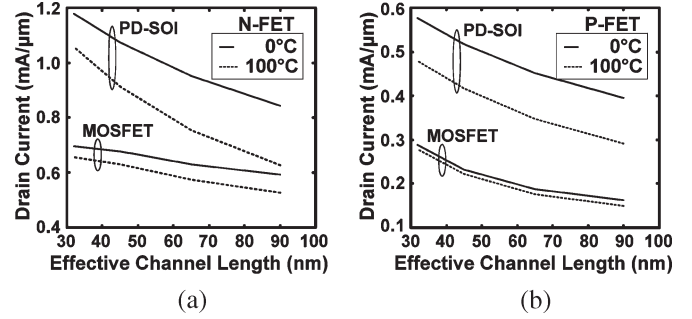 1.2
1.0
0.8
0.6
0.4
Drain Current (mA/µm)
N-FET
0°C
100°C
PD-SOI
MOSFET
30 40 50 60 70 80 90 100
Effective Channel Length (nm)
(a)
0.6
0.5
0.4
0.3
0.2
0.1
Drain Current (mA/µm)
P-FET
0°C
100°C
PD-SOI
MOSFET
30 40 50 60 70 80 90 100
Effective Channel Length (nm)
(b)